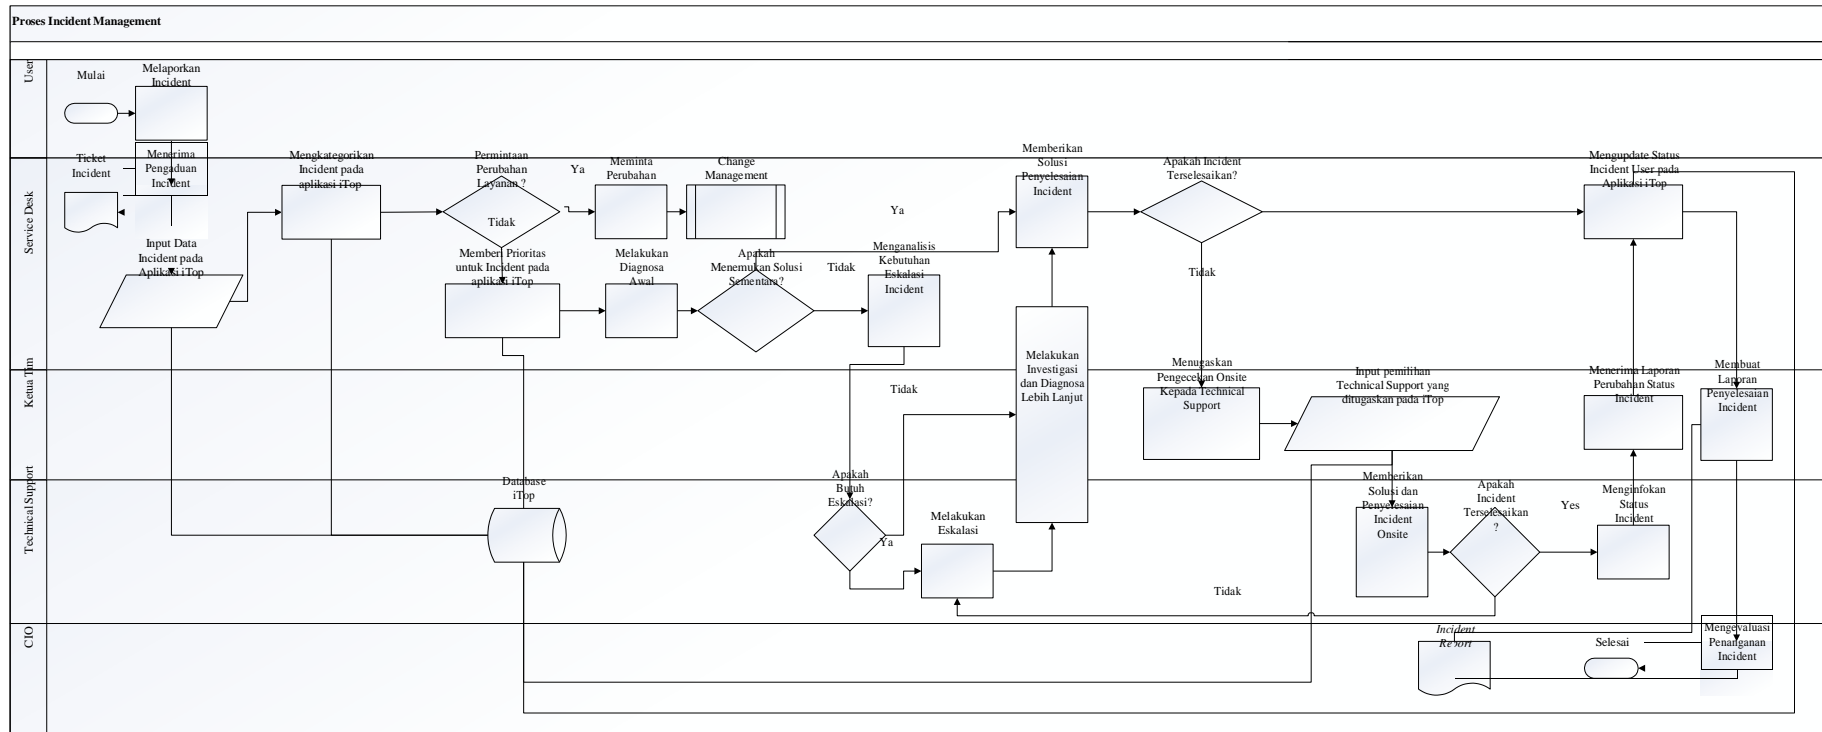 Proses Incident Management
User
Mulai
Melaporkan
Incident
Service Desk
Ticket
Incident
Menerima
Pengaduan
Incident
Input Data
Incident pada
Aplikasi iTop
Mengkategorikan
Incident pada
aplikasi iTop
Permintaan
Perubahan
Layanan ?
Ya
Tidak
Meminta
Perubahan
Change
Management
Memberi Prioritas
untuk Incident pada
aplikasi iTop
Melakukan
Diagnosa
Awal
Apakah
Menemukan Solusi
Sementara?
Ya
Tidak
Menganalisis
Kebutuhan
Eskalasi
Incident
Memberikan
Solusi
Penyelesaian
Incident
Apakah Incident
Terselesaikan?
Tidak
Mengupdate Status
Incident User pada
Aplikasi iTop
Ketua Tim
Tidak
Melakukan
Investigasi
dan Diagnosa
Lebih Lanjut
Menugaskan
Pengecekan Onsite
Kepada Technical
Support
Input pemilihan
Technical Support yang
ditugaskan pada iTop
Menerima Laporan
Perubahan Status
Incident
Membuat
Laporan
Penyelesaian
Incident
Technical Support
Database
iTop
Apakah
Butuh
Eskalasi?
Ya
Melakukan
Eskalasi
Memberikan
Solusi dan
Penyelesaian
Incident
Onsite
Apakah
Incident
Terselesaikan
?
Yes
Menginfokan
Status
Incident
Tidak
CIO
Incident
Report
Selesai
Mengevaluasi
Penanganan
Incident